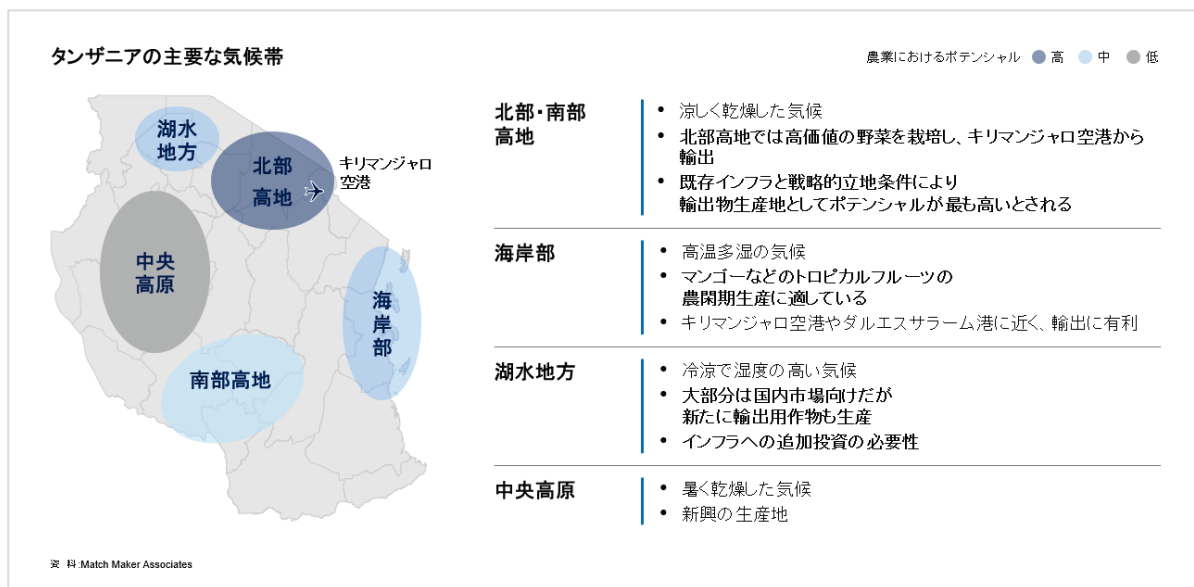 タンザニアの主要な気候帯
農業におけるポテンシャル 高 中 低
湖水
地方
北部
高地
キリマンジャロ
空港
中央
高原
海
岸
部
南部高地
北部・南部
高地
• 涼しく乾燥した気候
• 北部高地では高価値の野菜を栽培し、キリマンジャロ空港から
輸出
• 既存インフラと戦略的立地条件により
輸出物生産地としてポテンシャルが最も高いとされる
海岸部
• 高温多湿の気候
• マンゴーなどのトロピカルフルーツの
農閑期生産に適している
• キリマンジャロ空港やダルエスサラーム港に近く、輸出に有利
湖水地方
• 冷涼で湿度の高い気候
• 大部分は国内市場向けだが
新たに輸出用作物も生産
• インフラへの追加投資の必要性
中央高原
• 暑く乾燥した気候
• 新興の生産地
資 料:Match Maker Associates